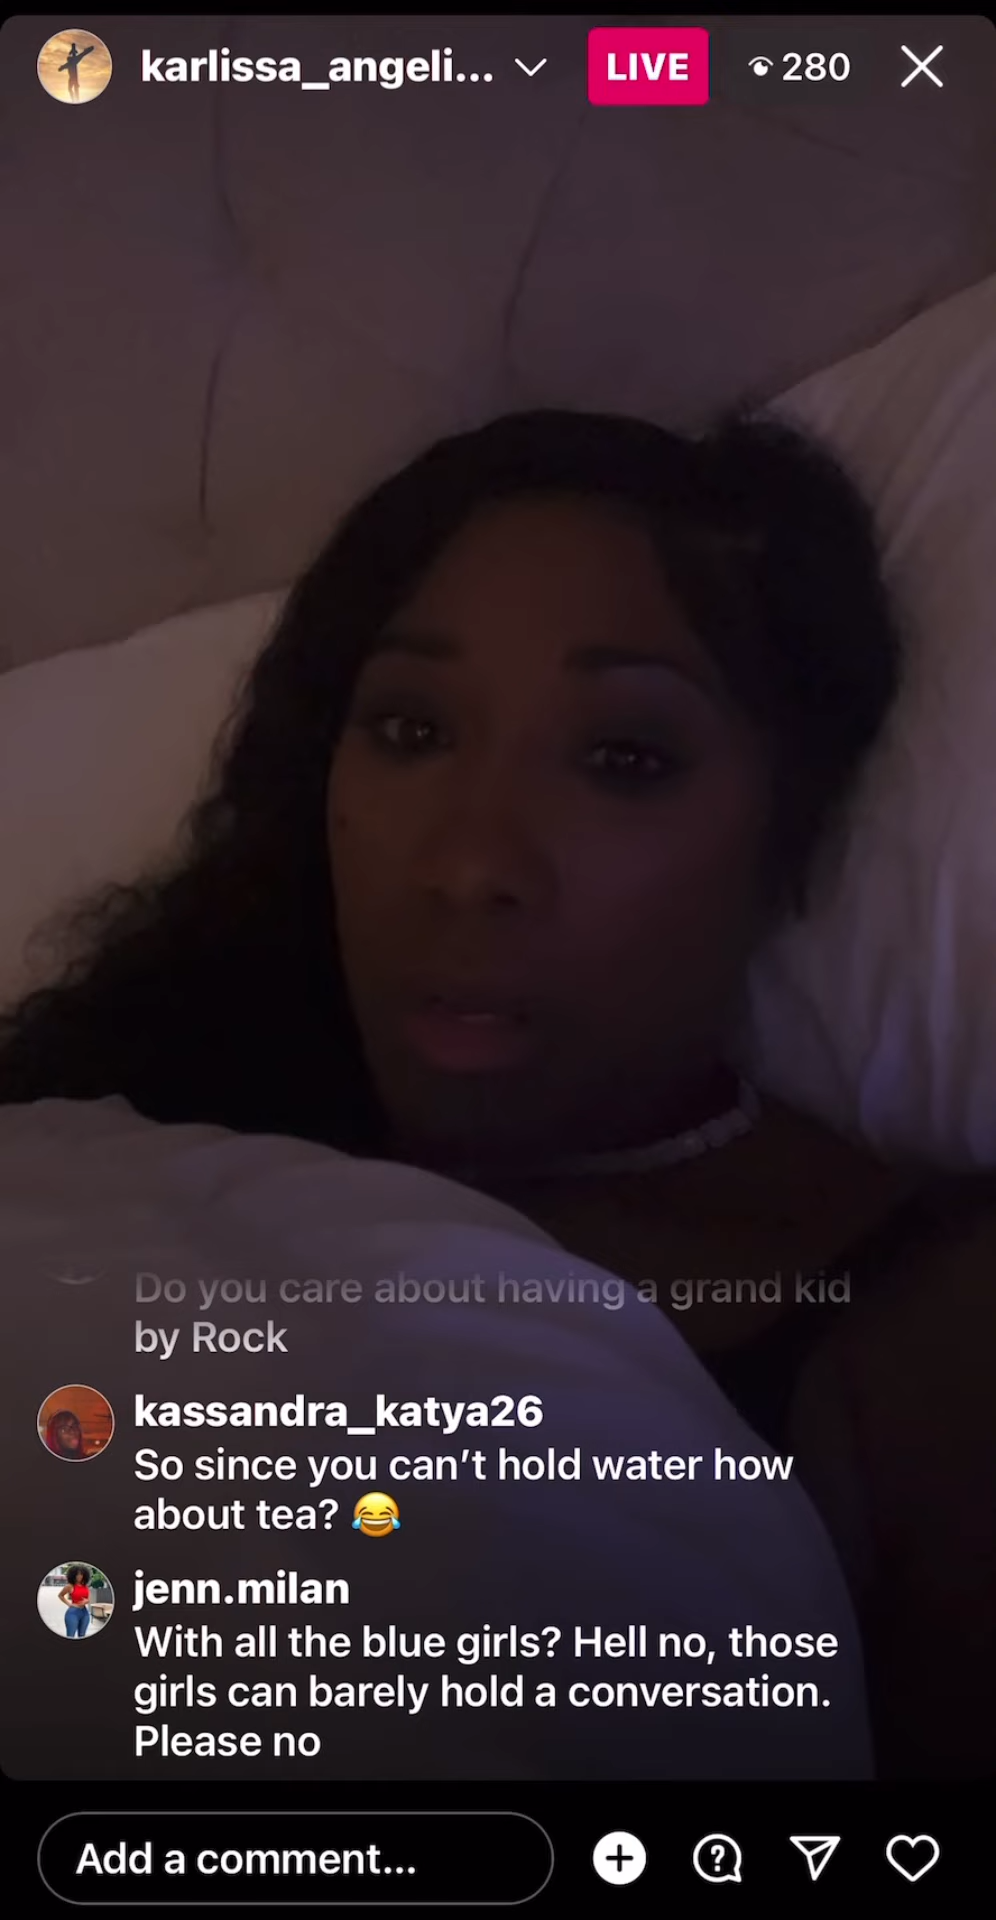 karlissa_angeli...
LIVE
280
Do you care about having a grand kid
by Rock
kassandra_katya26
So since you can’t hold water how
about tea? 😂
jenn.milan
With all the blue girls? Hell no, those
girls can barely hold a conversation.
Please no
Add a comment...